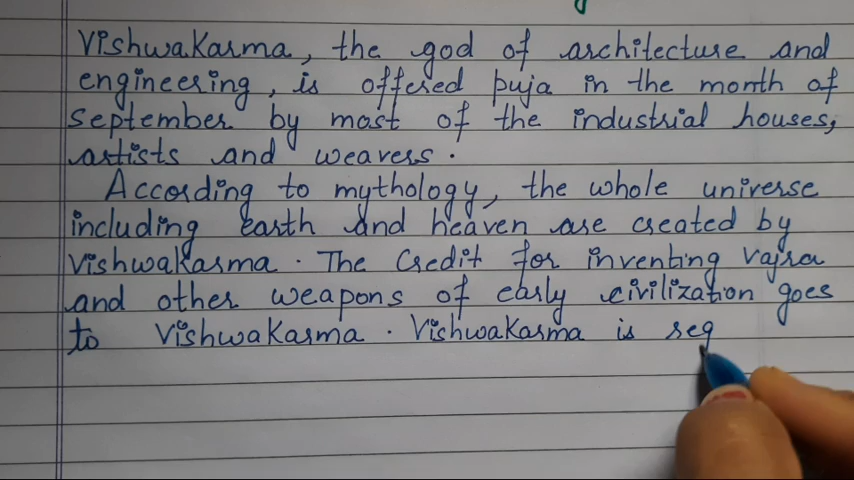 Vishwakarma, the god of architecture and
engineering, is offered puja in the month of
september by most of the industrial houses,
artists and weavers.
According to mythology, the whole universe
including earth and heaven are created by
Vishwakarma. The Credit for inventing vajra
and other weapons of early civilization goes
to Vishwakarma. Vishwakarma is reg